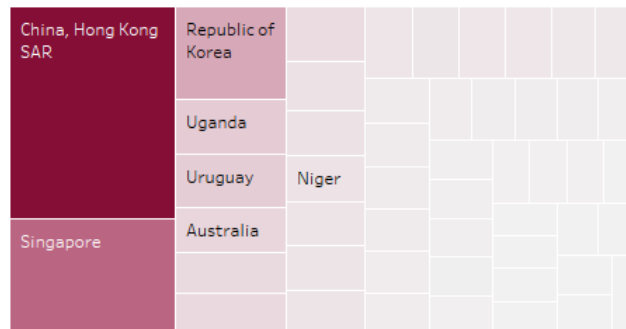 China, Hong Kong
SAR
Republic of
Korea
Uganda
Uruguay
Niger
Singapore
Australia